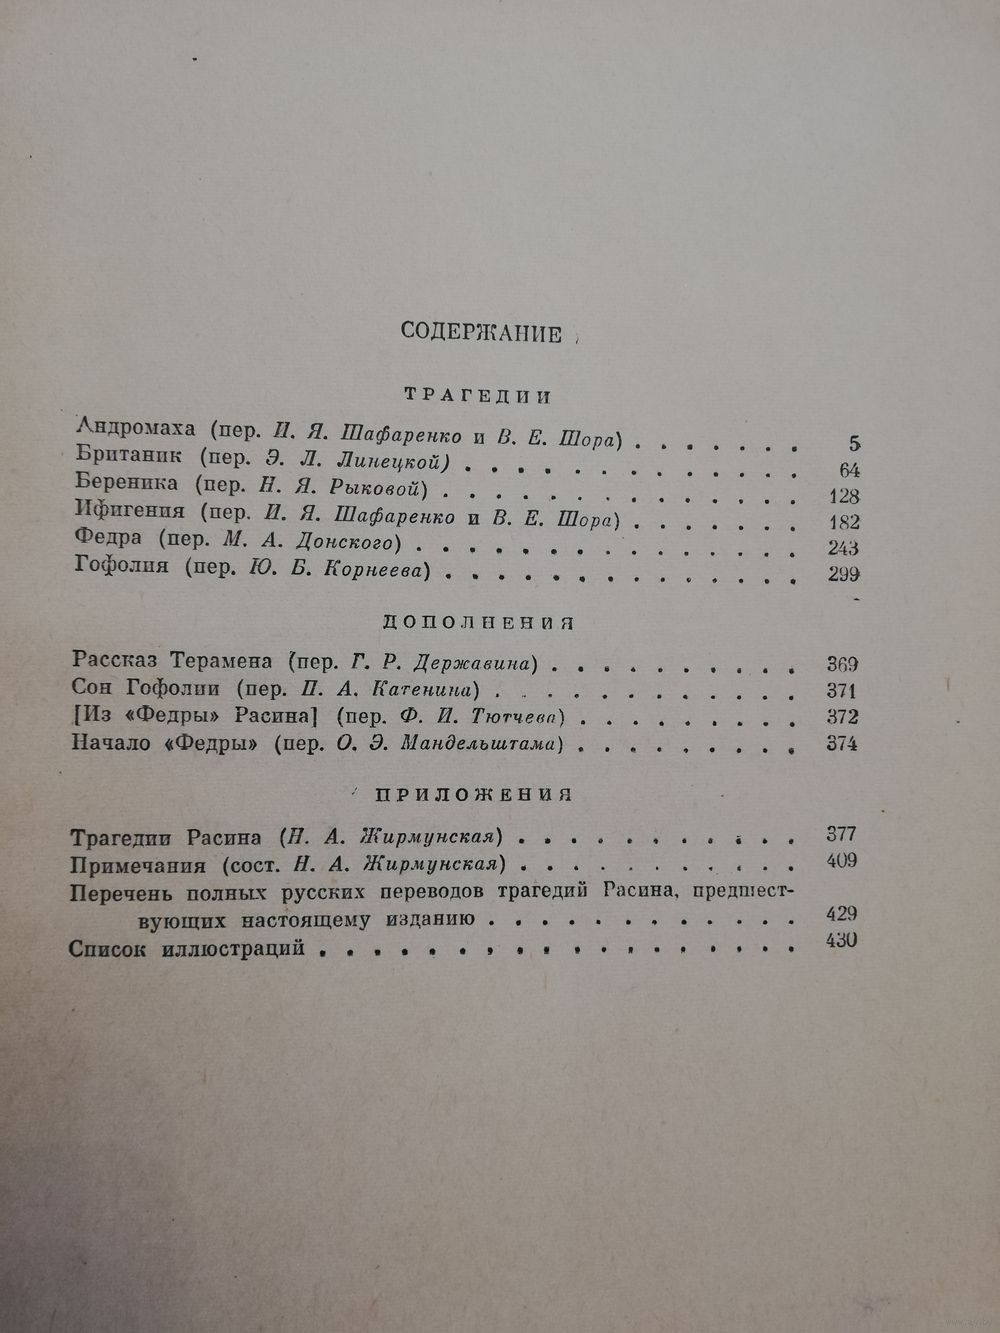 СОДЕРЖАНИЕ
ТРАГЕДИИ
Андромаха (пер. И. Я. Шафаренко и В. Е. Шора) . . . . . . . 5
Британик (пер. Э. Л. Линецкой) . . . . . . . . . . . . . 64
Береника (пер. Н. Я. Рыковой) . . . . . . . . . . . . . . 128
Ифигения (пер. И. Я. Шафаренко и В. Е. Шора) . . . . . . . 182
Федра (пер. М. А. Донского) . . . . . . . . . . . . . . . 243
Гофолия (пер. Ю. Б. Корнеева) . . . . . . . . . . . . . . 299
ДОПОЛНЕНИЯ
Рассказ Терамена (пер. Г. Р. Державина) . . . . . . . . . . 369
Сон Гофолии (пер. П. А. Катенина) . . . . . . . . . . . . 371
[Из «Федры» Расина] (пер. Ф. И. Тютчева) . . . . . . . . . 372
Начало «Федры» (пер. О. Э. Мандельштама) . . . . . . . . . 374
ПРИЛОЖЕНИЯ
Трагедии Расина (Н. А. Жирмунская) . . . . . . . . . . . 377
Примечания (сост. Н. А. Жирмунская) . . . . . . . . . . . 409
Перечень полных русских переводов трагедий Расина, предшест-
вующих настоящему изданию . . . . . . . . . . . . 429
Список иллюстраций . . . . . . . . . . . . . . . . . . 430